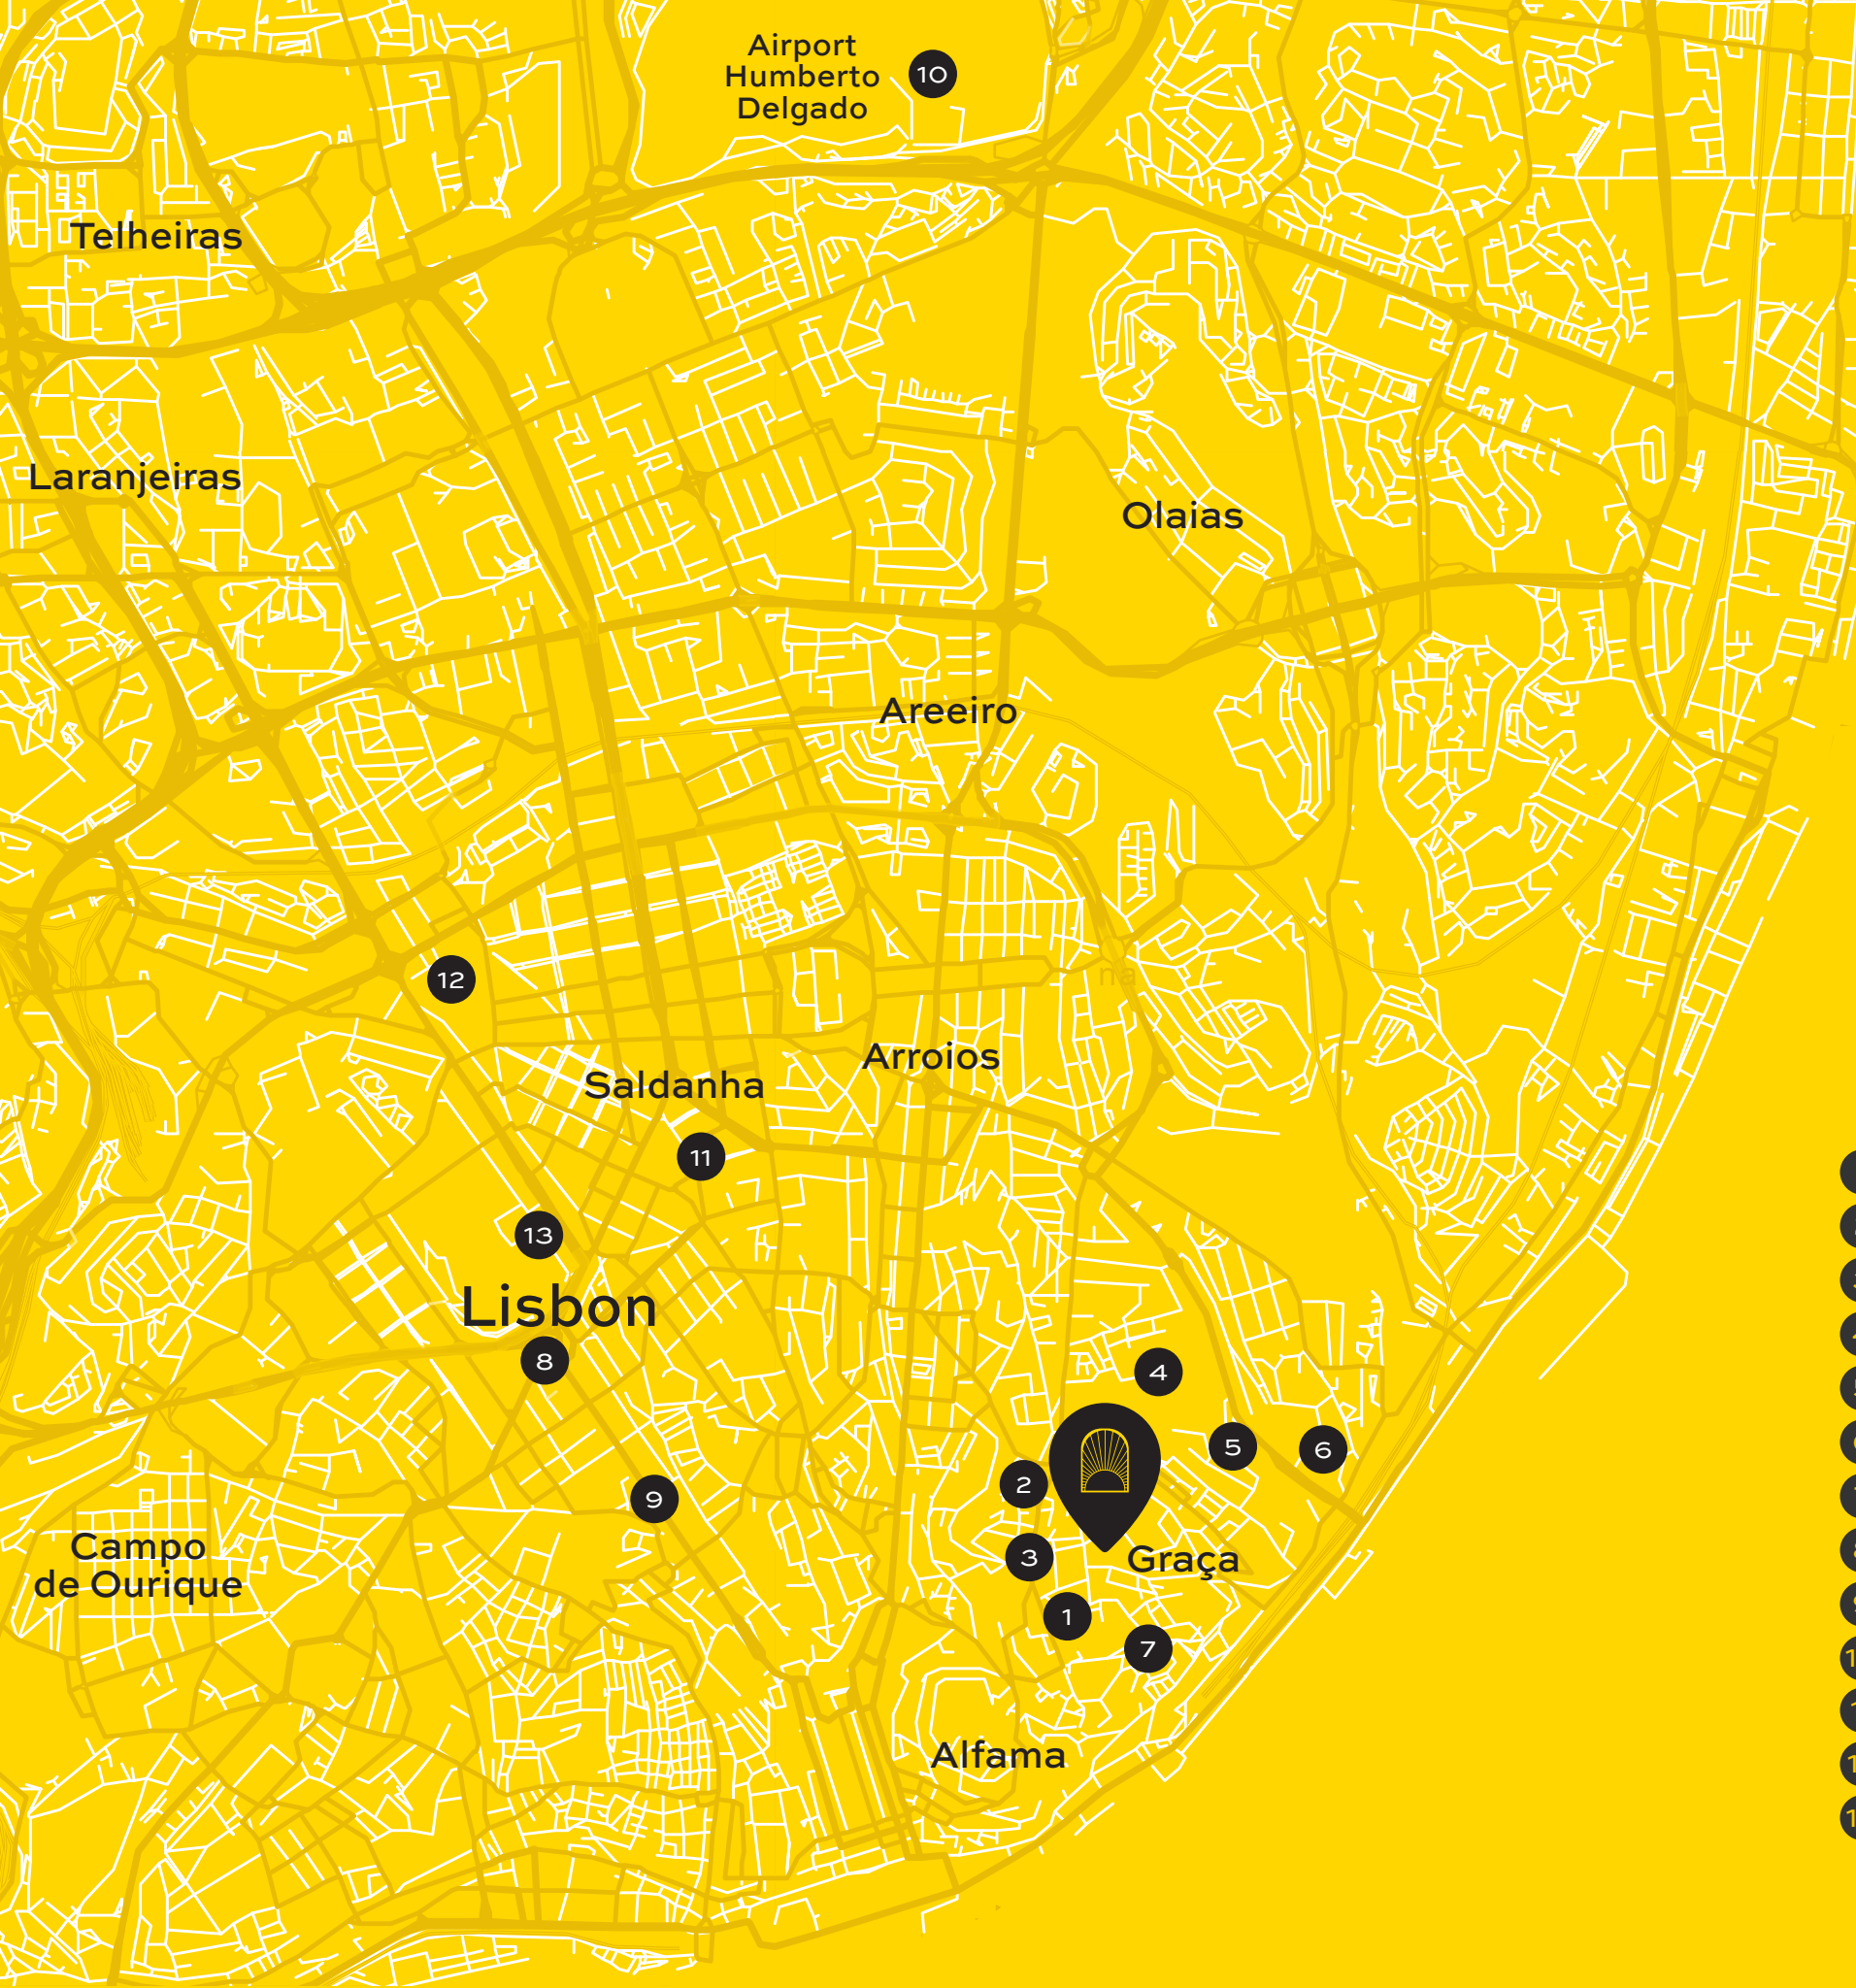 Airport
Humberto
Delgado
10
Telheiras
Laranjeiras
Olaias
Areeiro
na
12
Arroios
Saldanha
11
13
Lisbon
8
4
5
6
2
9
3
Graça
Campo
de Ourique
1
7
Alfama